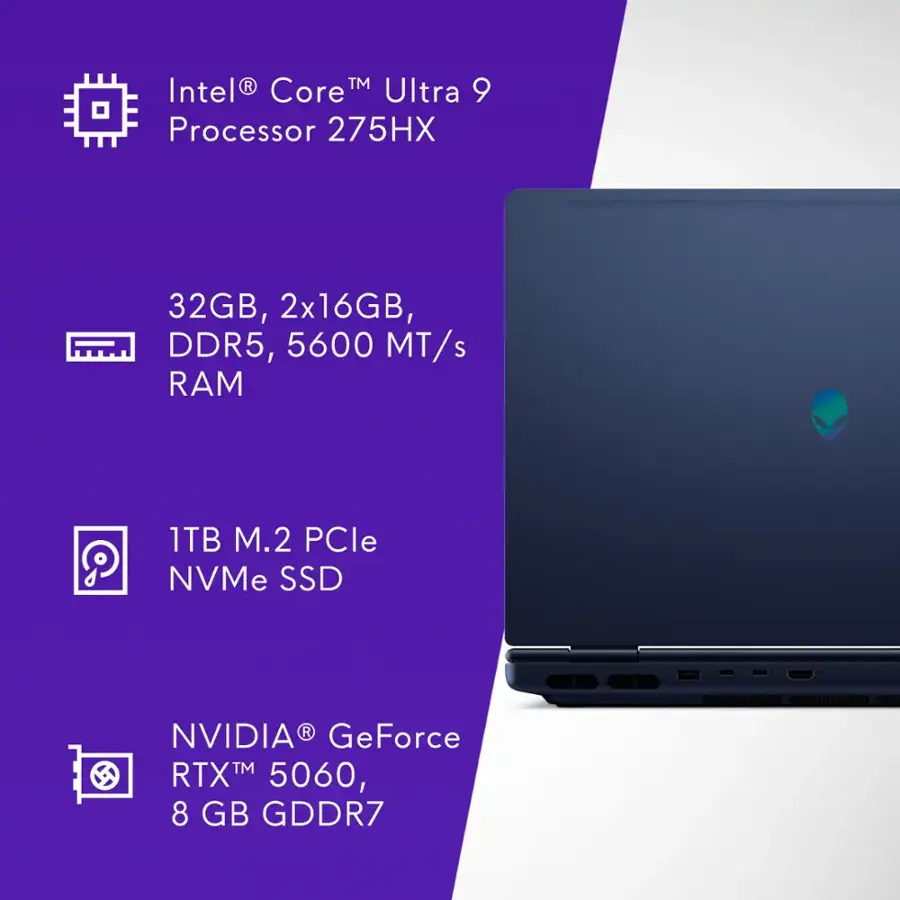 Intel® Core™ Ultra 9
Processor 275HX
32GB, 2x16GB,
DDR5, 5600 MT/s
RAM
1TB M.2 PCIe
NVMe SSD
NVIDIA® GeForce
RTX™ 5060,
8 GB GDDR7